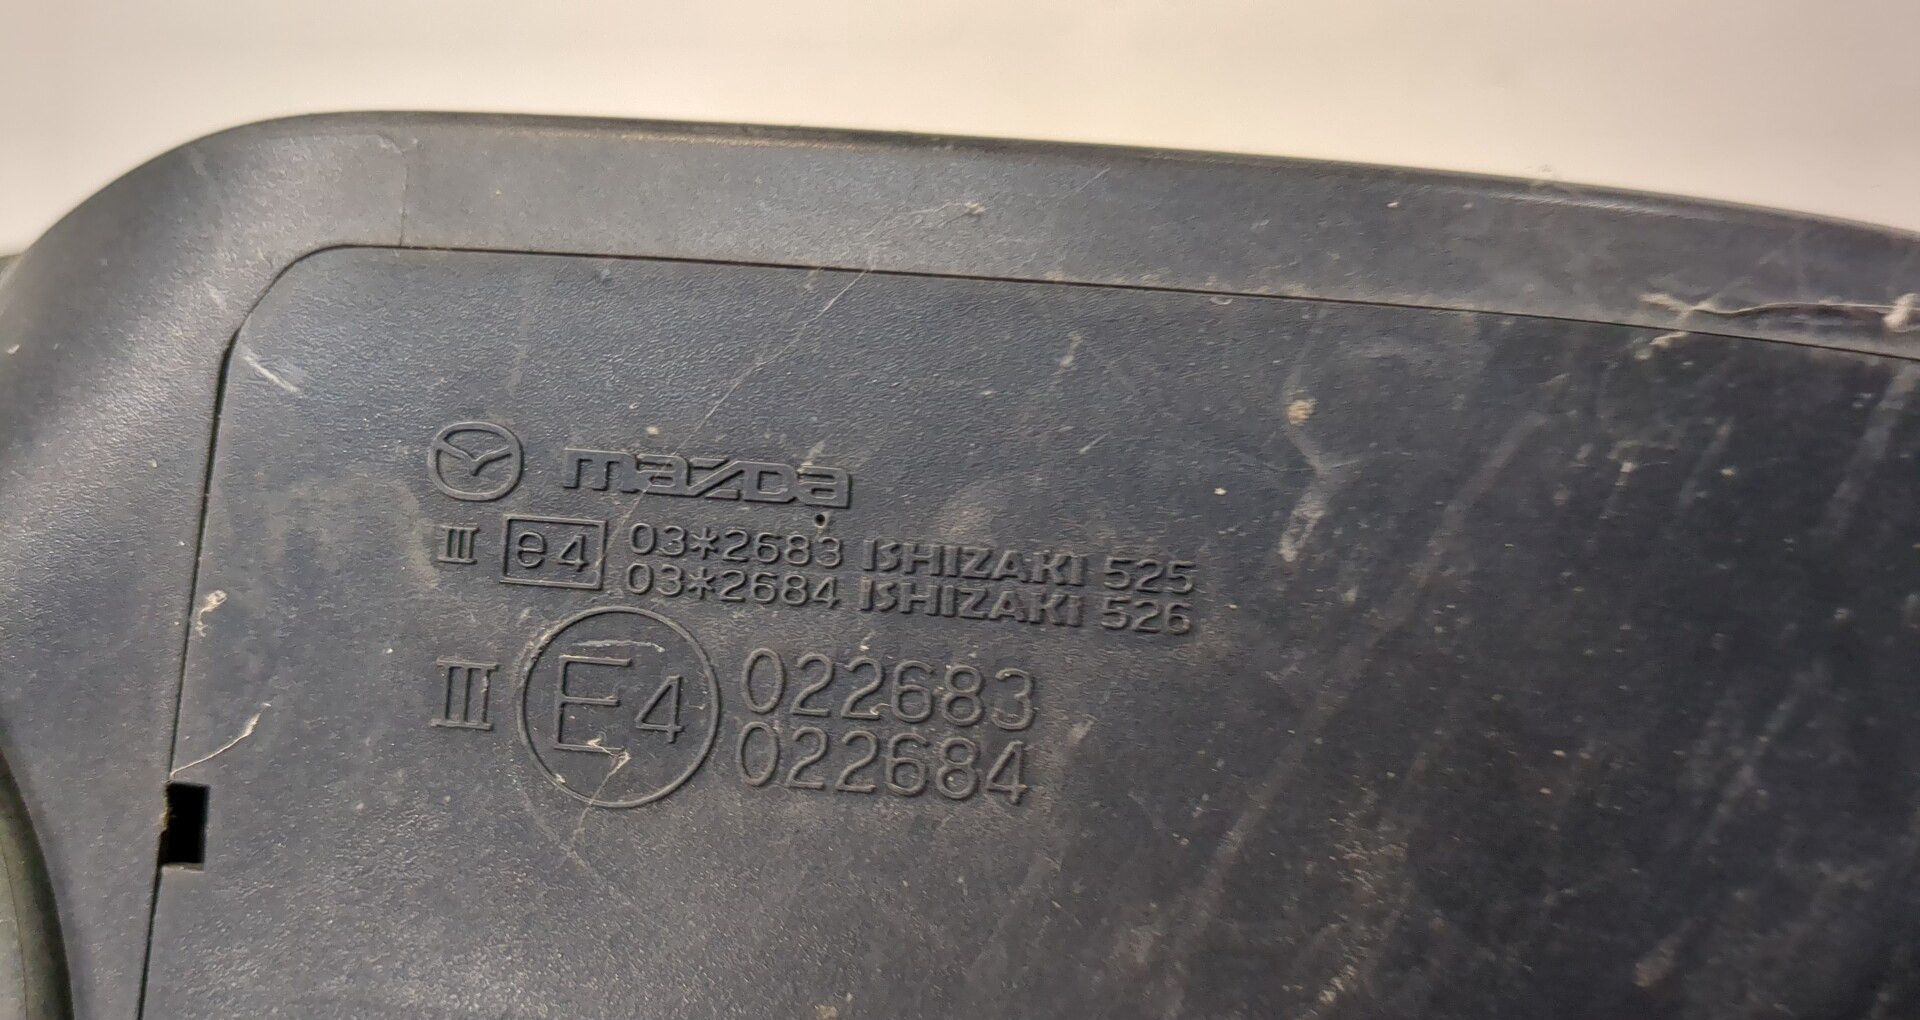 mazda
III e4 03*2683 ISHIZAKI 525
03*2684 ISHIZAKI 526
III E4 022683
022684